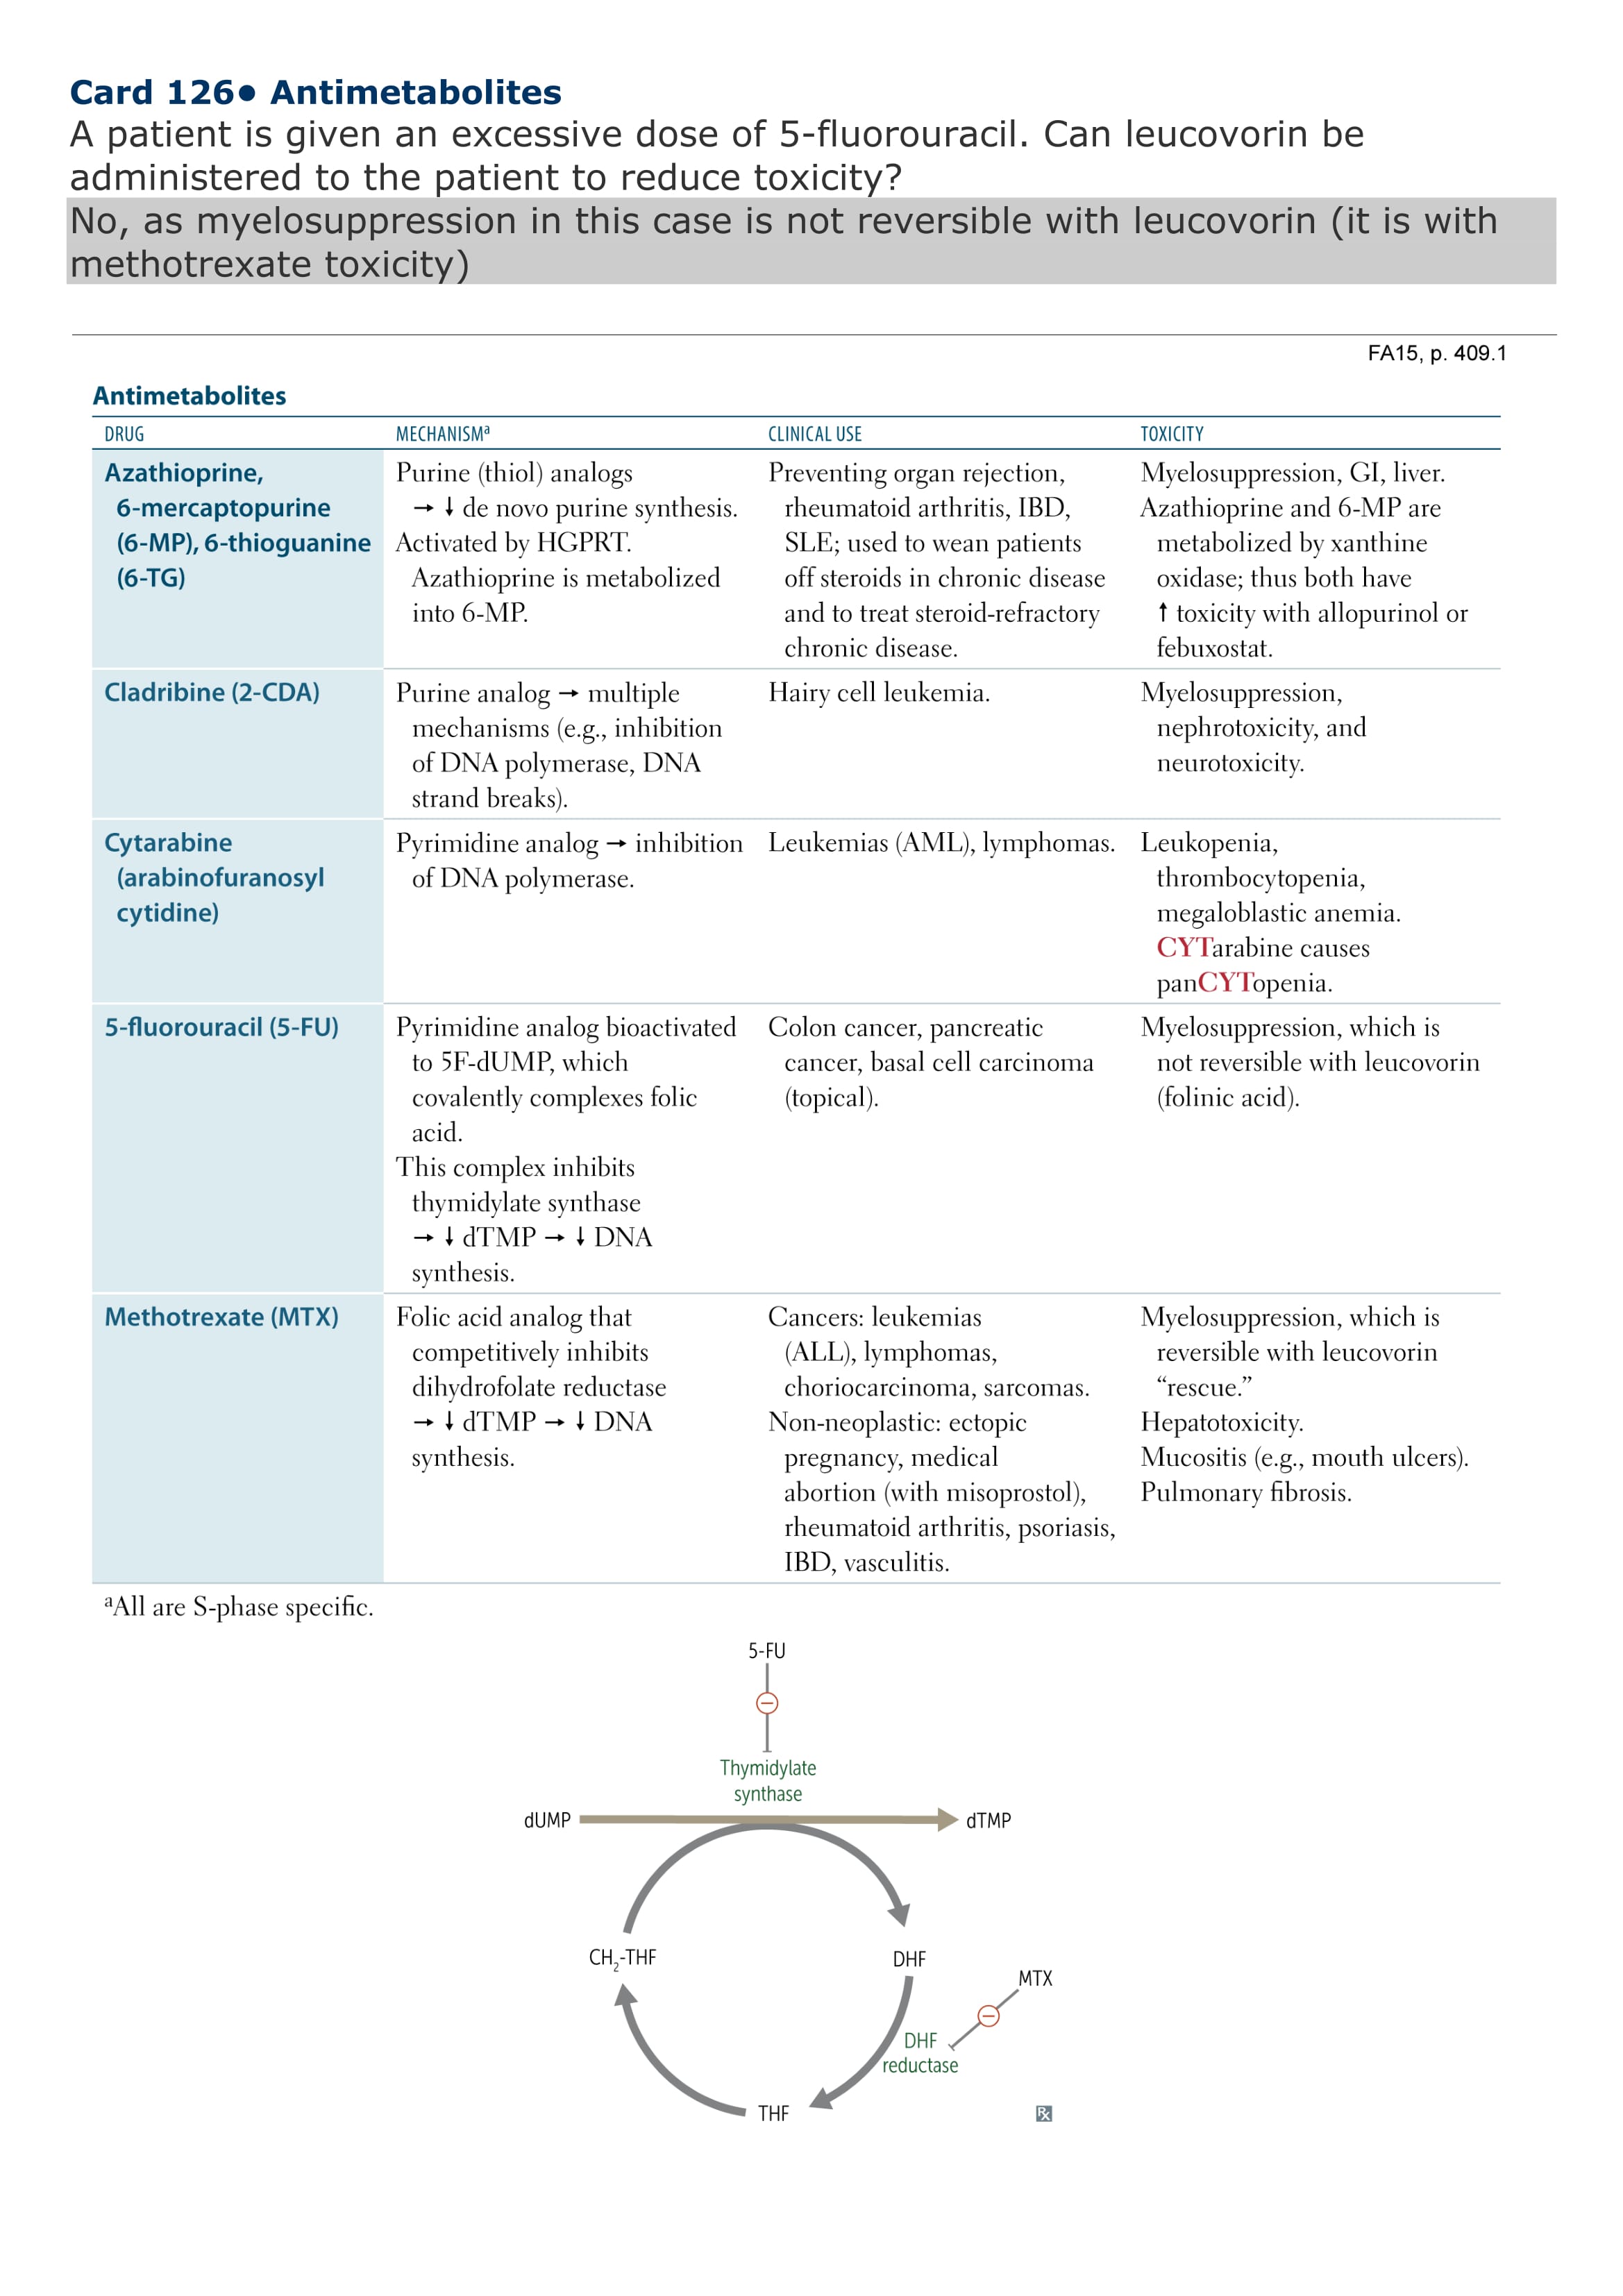 Card 126• Antimetabolites
A patient is given an excessive dose of 5-fluorouracil. Can leucovorin be
administered to the patient to reduce toxicity?
No, as myelosuppression in this case is not reversible with leucovorin (it is with
methotrexate toxicity)
FA15, p. 409.1
Antimetabolites
DRUG
MECHANISMᵃ
CLINICAL USE
TOXICITY
Azathioprine,
6-mercaptopurine
(6-MP), 6-thioguanine
(6-TG)
Purine (thiol) analogs
→ ↓ de novo purine synthesis.
Activated by HGPRT.
Azathioprine is metabolized
into 6-MP.
Preventing organ rejection,
rheumatoid arthritis, IBD,
SLE; used to wean patients
off steroids in chronic disease
and to treat steroid-refractory
chronic disease.
Myelosuppression, GI, liver.
Azathioprine and 6-MP are
metabolized by xanthine
oxidase; thus both have
↑ toxicity with allopurinol or
febuxostat.
Cladribine (2-CDA)
Purine analog → multiple
mechanisms (e.g., inhibition
of DNA polymerase, DNA
strand breaks).
Hairy cell leukemia.
Myelosuppression,
nephrotoxicity, and
neurotoxicity.
Cytarabine
(arabinofuranosyl
cytidine)
Pyrimidine analog → inhibition
of DNA polymerase.
Leukemias (AML), lymphomas.
Leukopenia,
thrombocytopenia,
megaloblastic anemia.
CYTarabine causes
panCYTopenia.
5-fluorouracil (5-FU)
Pyrimidine analog bioactivated
to 5F-dUMP, which
covalently complexes folic
acid.
This complex inhibits
thymidylate synthase
→ ↓ dTMP → ↓ DNA
synthesis.
Colon cancer, pancreatic
cancer, basal cell carcinoma
(topical).
Myelosuppression, which is
not reversible with leucovorin
(folinic acid).
Methotrexate (MTX)
Folic acid analog that
competitively inhibits
dihydrofolate reductase
→ ↓ dTMP → ↓ DNA
synthesis.
Cancers: leukemias
(ALL), lymphomas,
choriocarcinoma, sarcomas.
Non-neoplastic: ectopic
pregnancy, medical
abortion (with misoprostol),
rheumatoid arthritis, psoriasis,
IBD, vasculitis.
Myelosuppression, which is
reversible with leucovorin
“rescue.”
Hepatotoxicity.
Mucositis (e.g., mouth ulcers).
Pulmonary fibrosis.
ᵃAll are S-phase specific.
5-FU
Thymidylate
synthase
dUMP
dTMP
CH₂-THF
DHF
MTX
DHF
reductase
THF
Rx